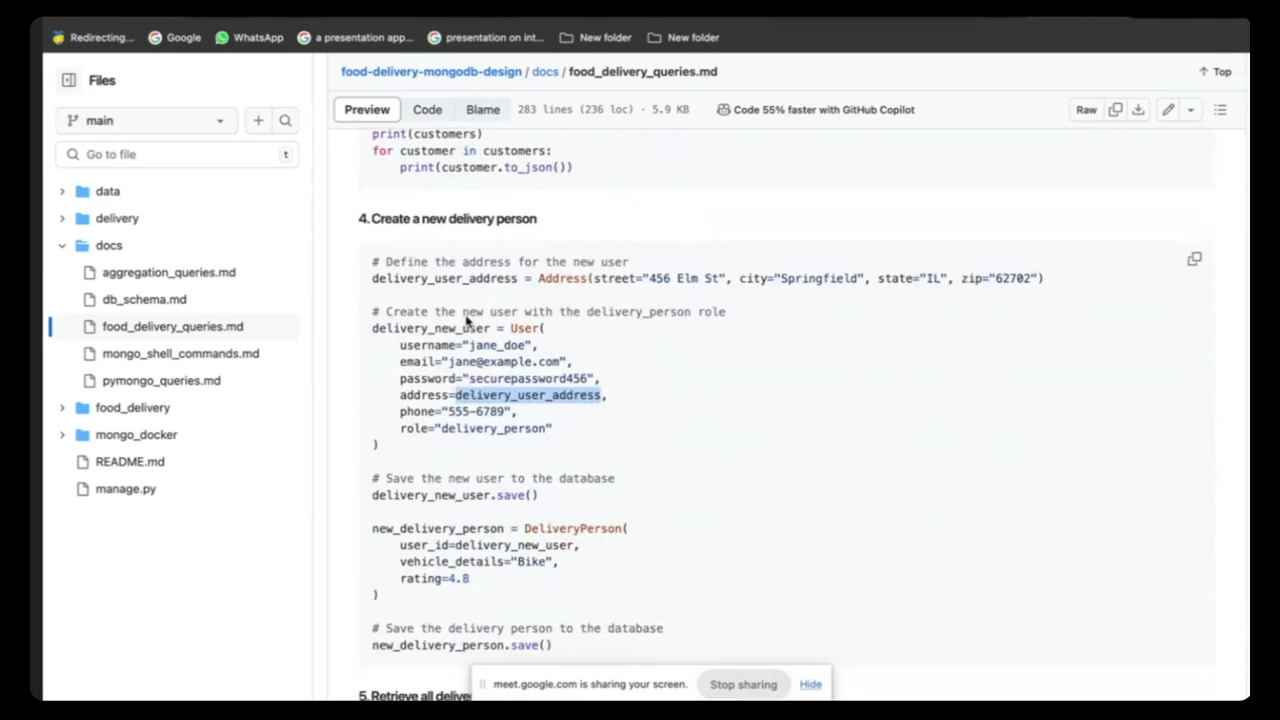 Redirecting... Google WhatsApp a presentation app... presentation on int... New folder New folder
Files
main
Go to file t
data
delivery
docs
aggregation_queries.md
db_schema.md
food_delivery_queries.md
mongo_shell_commands.md
pymongo_queries.md
food_delivery
mongo_docker
README.md
manage.py
food-delivery-mongodb-design / docs / food_delivery_queries.md Top
Preview Code Blame 283 lines (236 loc) · 5.9 KB Code 55% faster with GitHub Copilot Raw
print(customers)
for customer in customers:
print(customer.to_json())
4. Create a new delivery person
# Define the address for the new user
delivery_user_address = Address(street="456 Elm St", city="Springfield", state="IL", zip="62702")
# Create the new user with the delivery_person role
delivery_new_user = User(
username="jane_doe",
email="jane@example.com",
password="securepassword456",
address=delivery_user_address,
phone="555-6789",
role="delivery_person"
)
# Save the new user to the database
delivery_new_user.save()
new_delivery_person = DeliveryPerson(
user_id=delivery_new_user,
vehicle_details="Bike",
rating=4.8
)
# Save the delivery person to the database
new_delivery_person.save()
5. Retrieve all delive
meet.google.com is sharing your screen. Stop sharing Hide